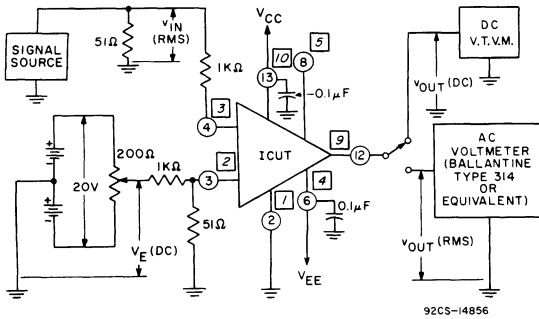 SIGNAL
SOURCE
51Ω
VIN
(RMS)
1KΩ
VCC
10
13
0.1μF
5
8
DC
V.T.V.M.
VOUT(DC)
3
4
2
3
ICUT
9
12
AC
VOLTMETER
(BALLANTINE
TYPE 314
OR
EQUIVALENT)
200Ω
20V
1KΩ
VE(DC)
51Ω
1
2
4
6
0.1μF
VEE
VOUT(RMS)
92CS-14856